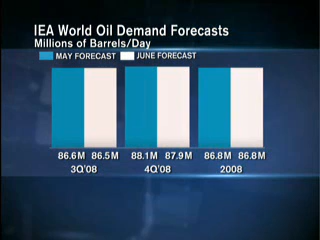 IEA World Oil Demand Forecasts
Millions of Barrels/Day
MAY FORECAST JUNE FORECAST
86.6M 86.5M 88.1M 87.9M 86.8M 86.8M
3Q'08 4Q'08 2008